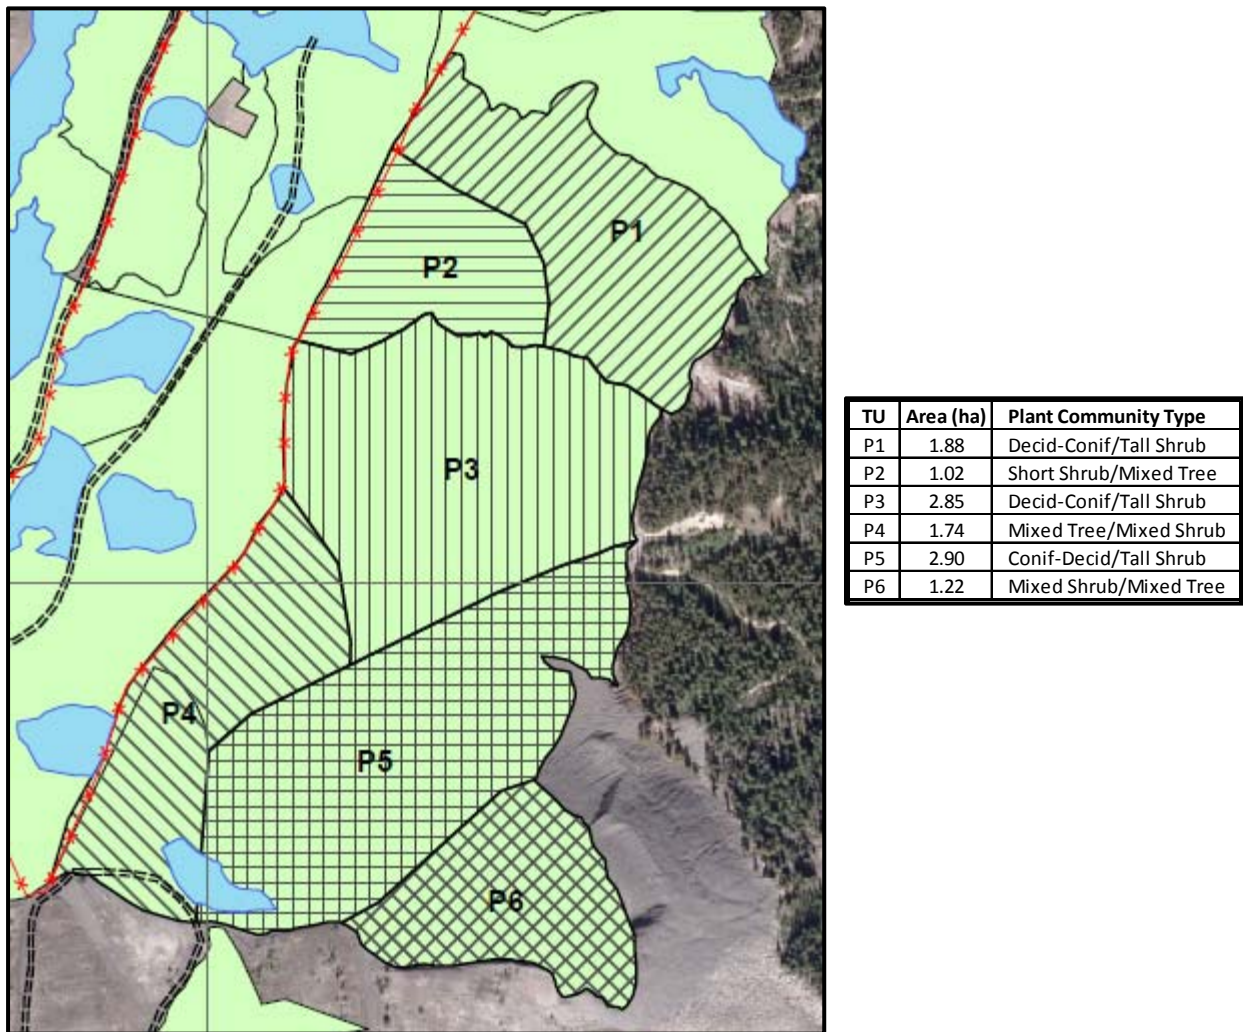 P1
P2
P3
P4
P5
P6
TU Area (ha) Plant Community Type
P1 1.88 Decid-Conif/Tall Shrub
P2 1.02 Short Shrub/Mixed Tree
P3 2.85 Decid-Conif/Tall Shrub
P4 1.74 Mixed Tree/Mixed Shrub
P5 2.90 Conif-Decid/Tall Shrub
P6 1.22 Mixed Shrub/Mixed Tree